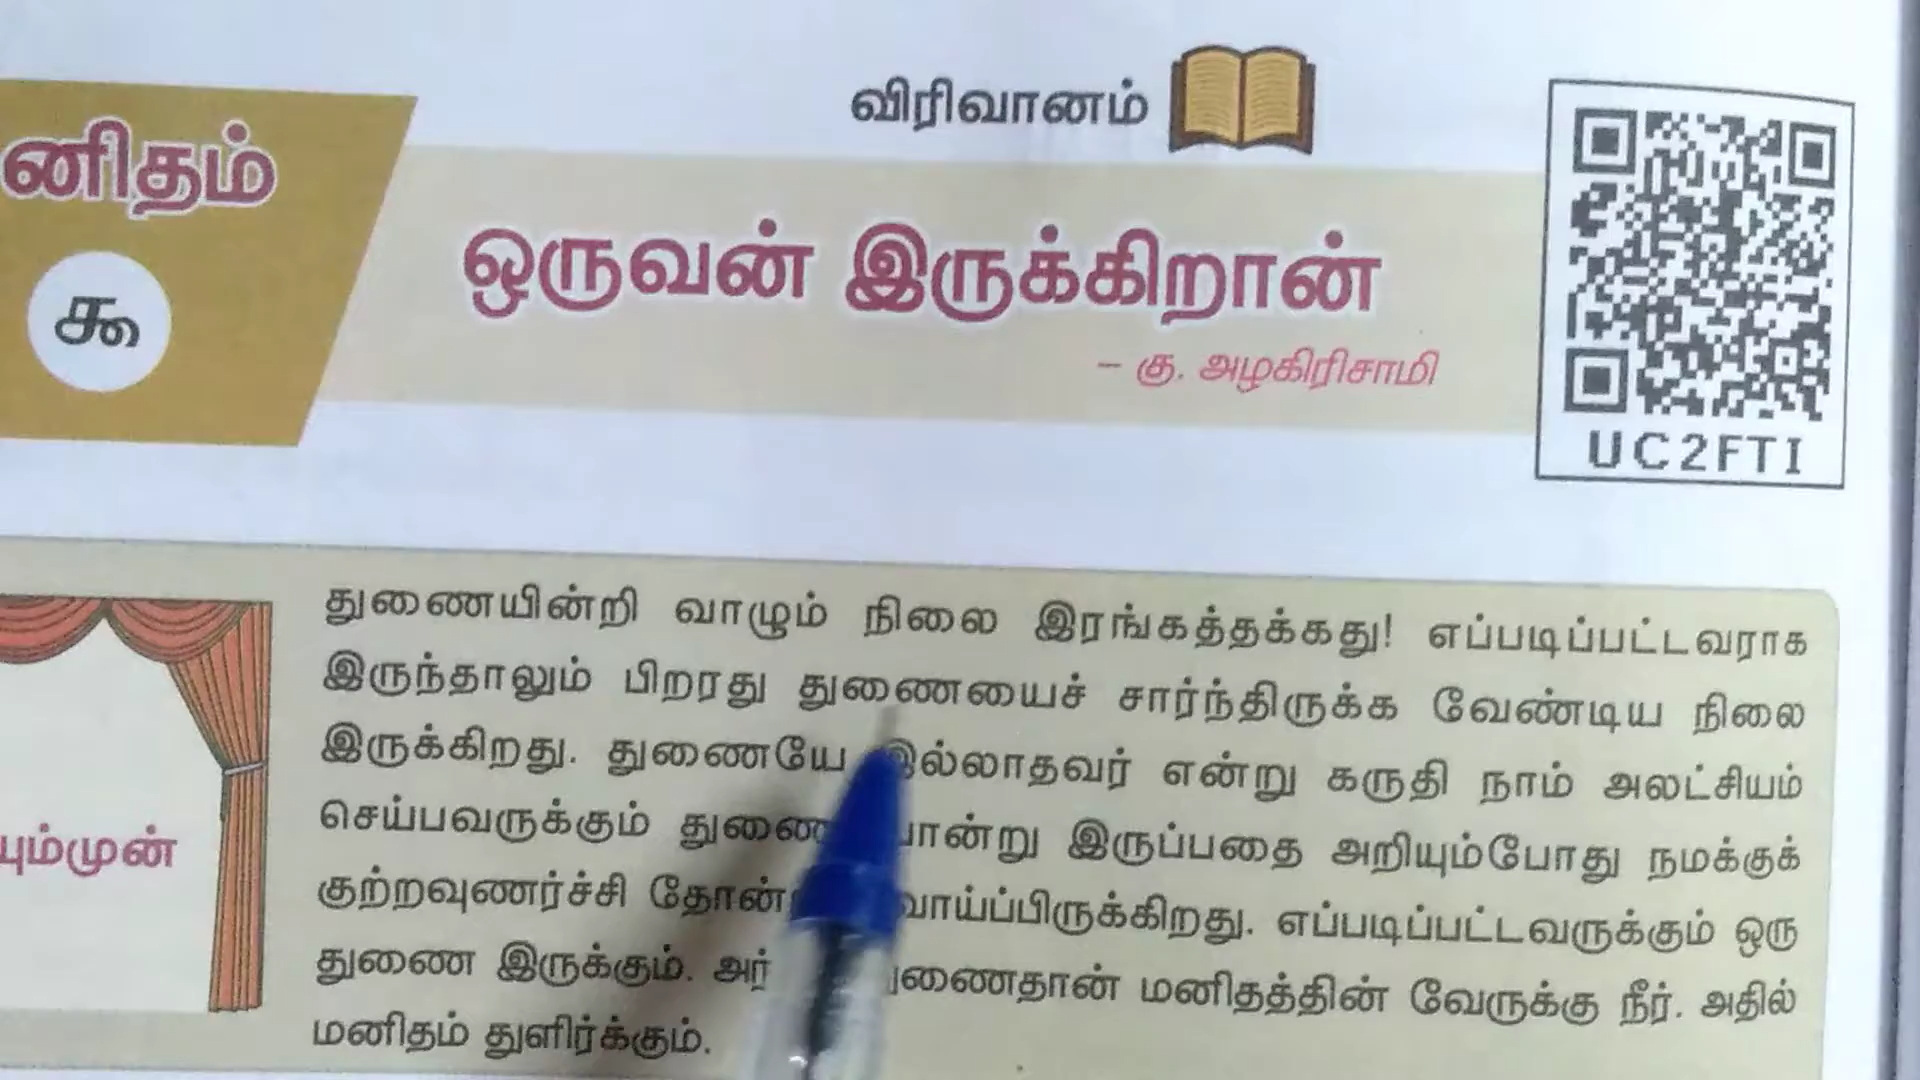 விரிவானம்
னிதம்
௯
ஒருவன் இருக்கிறான்
– கு. அழகிரிசாமி
UC2FTI
துணையின்றி வாழும் நிலை இரங்கத்தக்கது! எப்படிப்பட்டவராக
இருந்தாலும் பிறரது துணையைச் சார்ந்திருக்க வேண்டிய நிலை
இருக்கிறது. துணையே இல்லாதவர் என்று கருதி நாம் அலட்சியம்
செய்பவருக்கும் இருப்பதை அறியும்போது நமக்குக்
குற்றவுணர்ச்சி வாய்ப்பிருக்கிறது. எப்படிப்பட்டவருக்கும் ஒரு
துணை இருக்கும். மனிதத்தின் வேருக்கு நீர். அதில்
மனிதம் துளிர்க்கும்.
யும்முன்